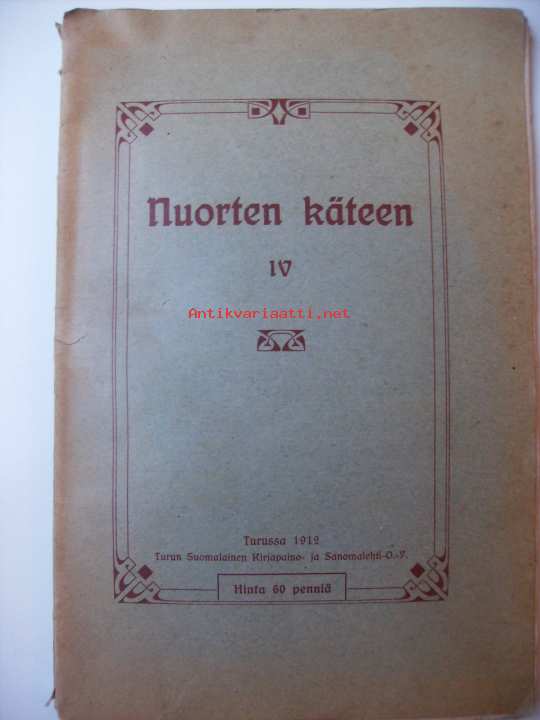 Nuorten käteen
IV
Antikvariaatti.net
Turussa 1912
Turun Suomalainen Kirjapaino- ja Sanomalehti-O.-Y.
Hinta 60 penniä